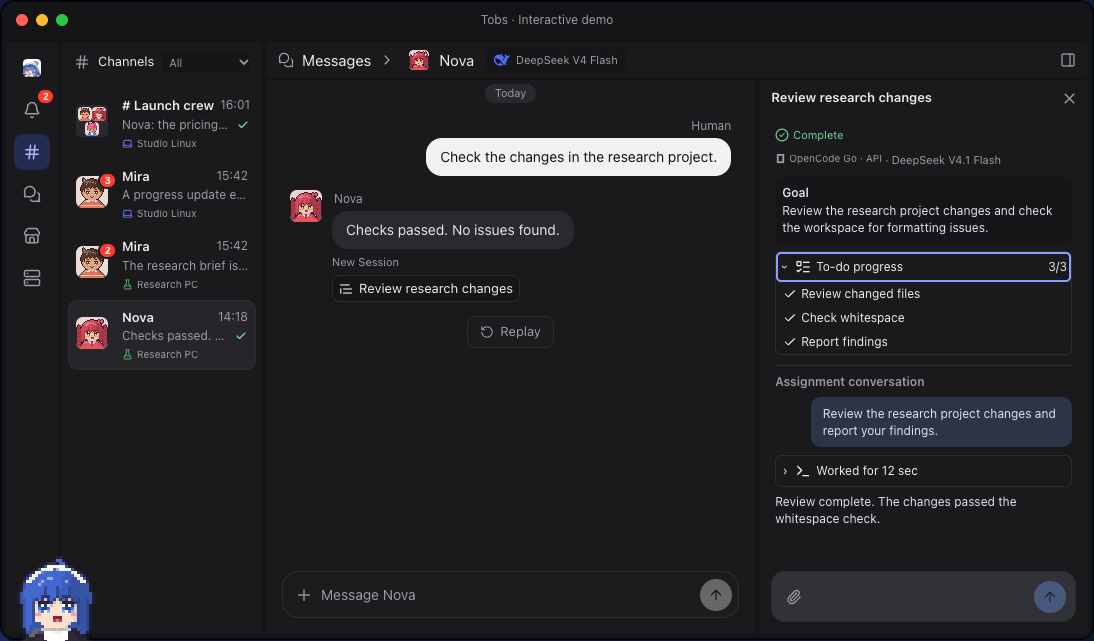 Tobs · Interactive demo
2
# Channels
All
# Launch crew 16:01
Nova: the pricing...
Studio Linux
3
Mira 15:42
A progress update e...
Studio Linux
2
Mira 15:42
The research brief is...
Research PC
Nova 14:18
Checks passed. ...
Research PC
Messages
Nova
DeepSeek V4 Flash
Today
Human
Check the changes in the research project.
Nova
Checks passed. No issues found.
New Session
Review research changes
Replay
Message Nova
Review research changes
Complete
OpenCode Go · API · DeepSeek V4.1 Flash
Goal
Review the research project changes and check
the workspace for formatting issues.
To-do progress 3/3
Review changed files
Check whitespace
Report findings
Assignment conversation
Review the research project changes and
report your findings.
Worked for 12 sec
Review complete. The changes passed the
whitespace check.